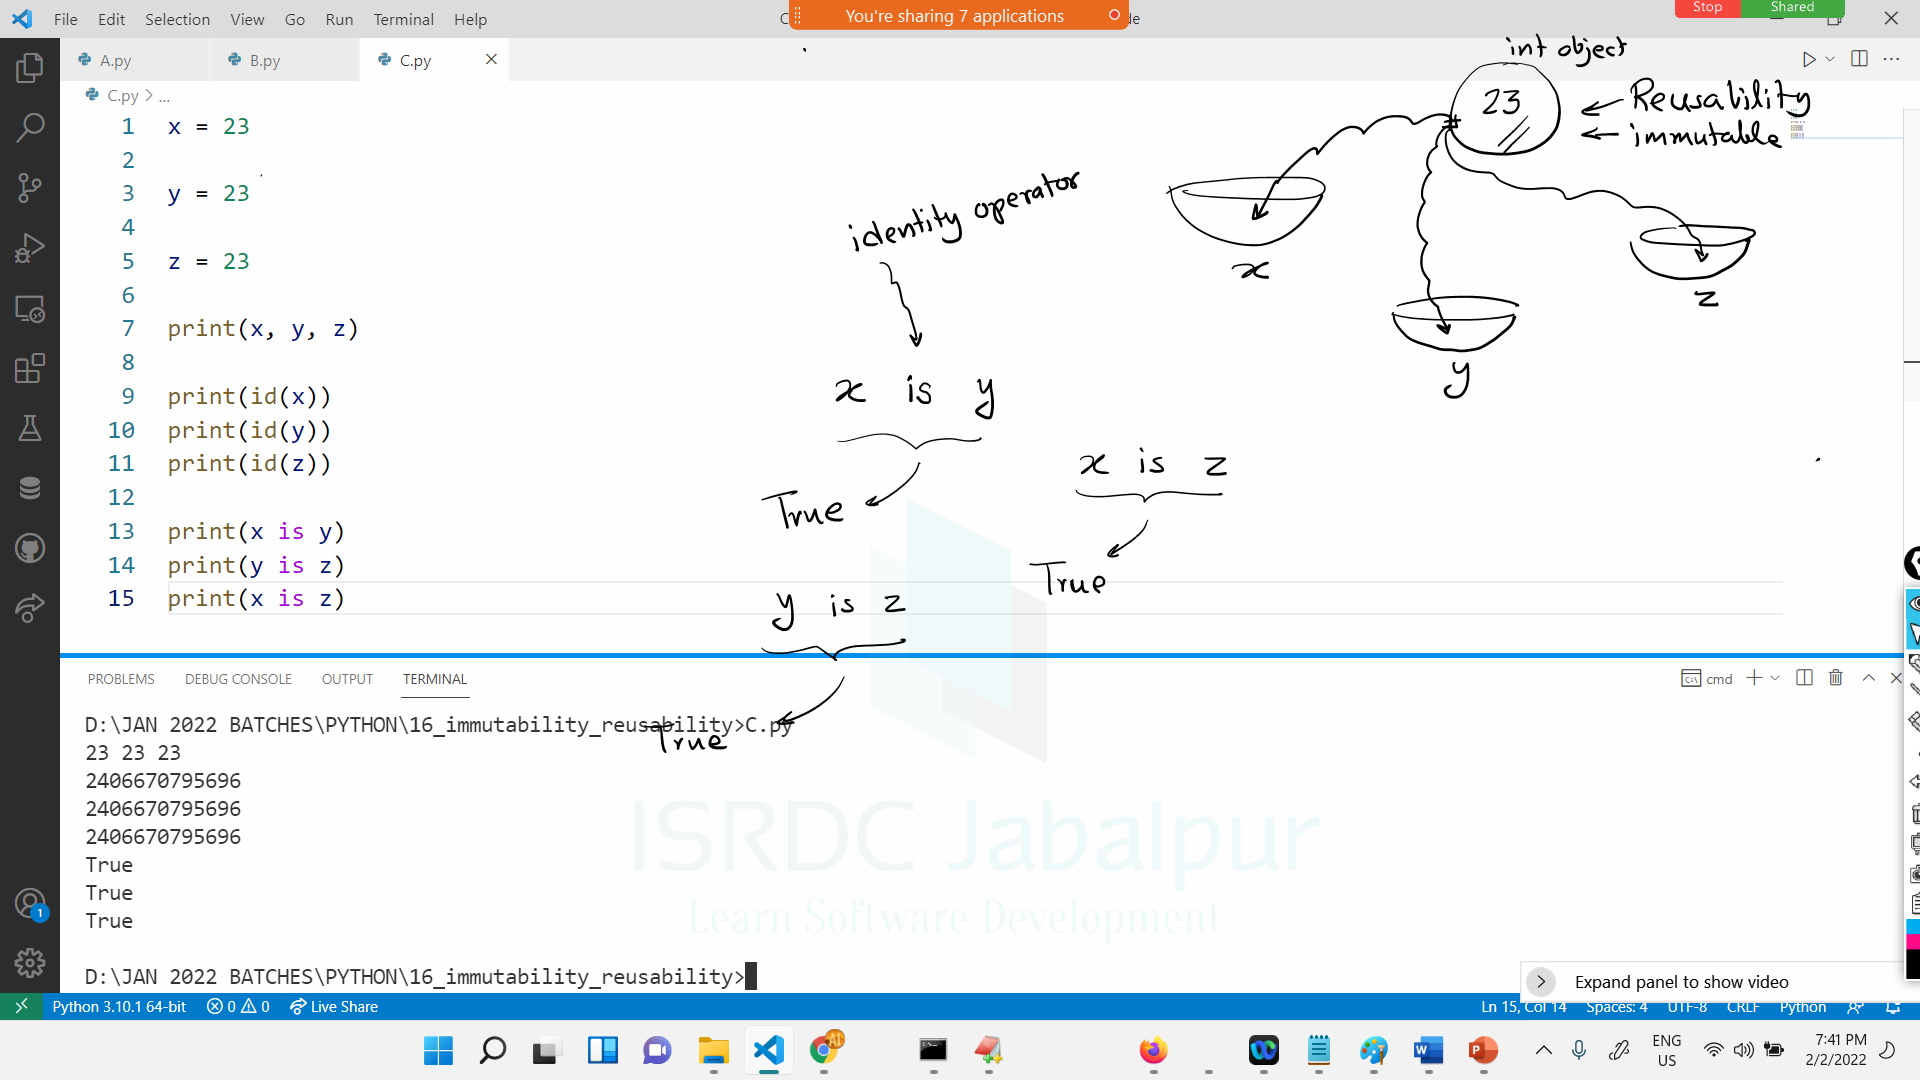 File Edit Selection View Go Run Terminal Help
You're sharing 7 applications
Stop Shared
A.py B.py C.py
C.py > ...
1 x = 23
2
3 y = 23
4
5 z = 23
6
7 print(x, y, z)
8
9 print(id(x))
10 print(id(y))
11 print(id(z))
12
13 print(x is y)
14 print(y is z)
15 print(x is z)
int object
23
Reusability
immutable
x
y
z
identity operator
x is y
True
x is z
True
y is z
True
PROBLEMS DEBUG CONSOLE OUTPUT TERMINAL
cmd
D:\JAN 2022 BATCHES\PYTHON\16_immutability_reusability>C.py
23 23 23
2406670795696
2406670795696
2406670795696
True
True
True
D:\JAN 2022 BATCHES\PYTHON\16_immutability_reusability>
ISRDC Jabalpur
Learn Software Development
Expand panel to show video
1
Python 3.10.1 64-bit 0 0 Live Share
Ln 15, Col 14 Spaces: 4 UTF-8 CRLF Python
ENG
US
7:41 PM
2/2/2022